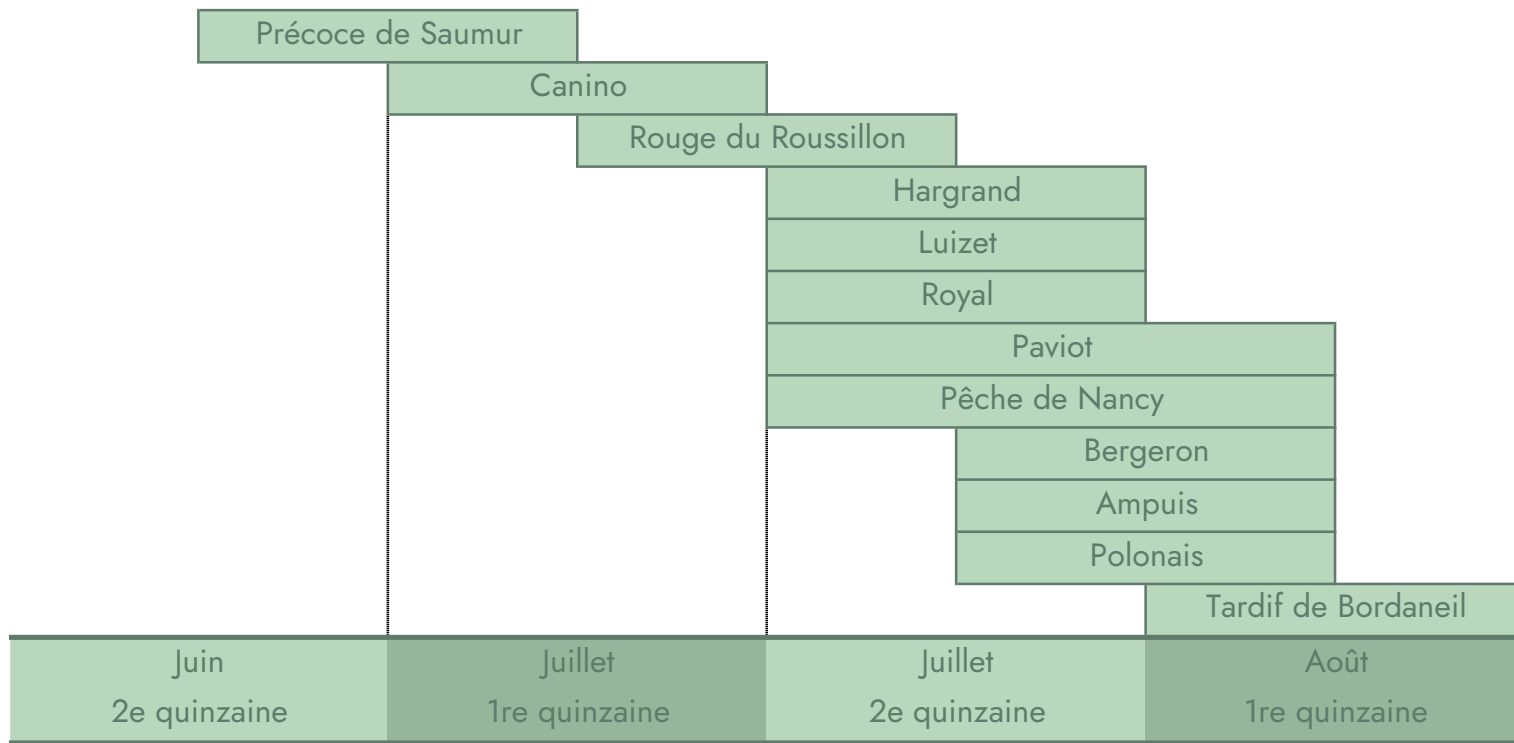 Précoce de Saumur
Canino
Rouge du Roussillon
Hargrand
Luizet
Royal
Paviot
Pêche de Nancy
Bergeron
Ampuis
Polonais
Tardif de Bordaneil
Juin Juillet Juillet Août
2e quinzaine 1re quinzaine 2e quinzaine 1re quinzaine